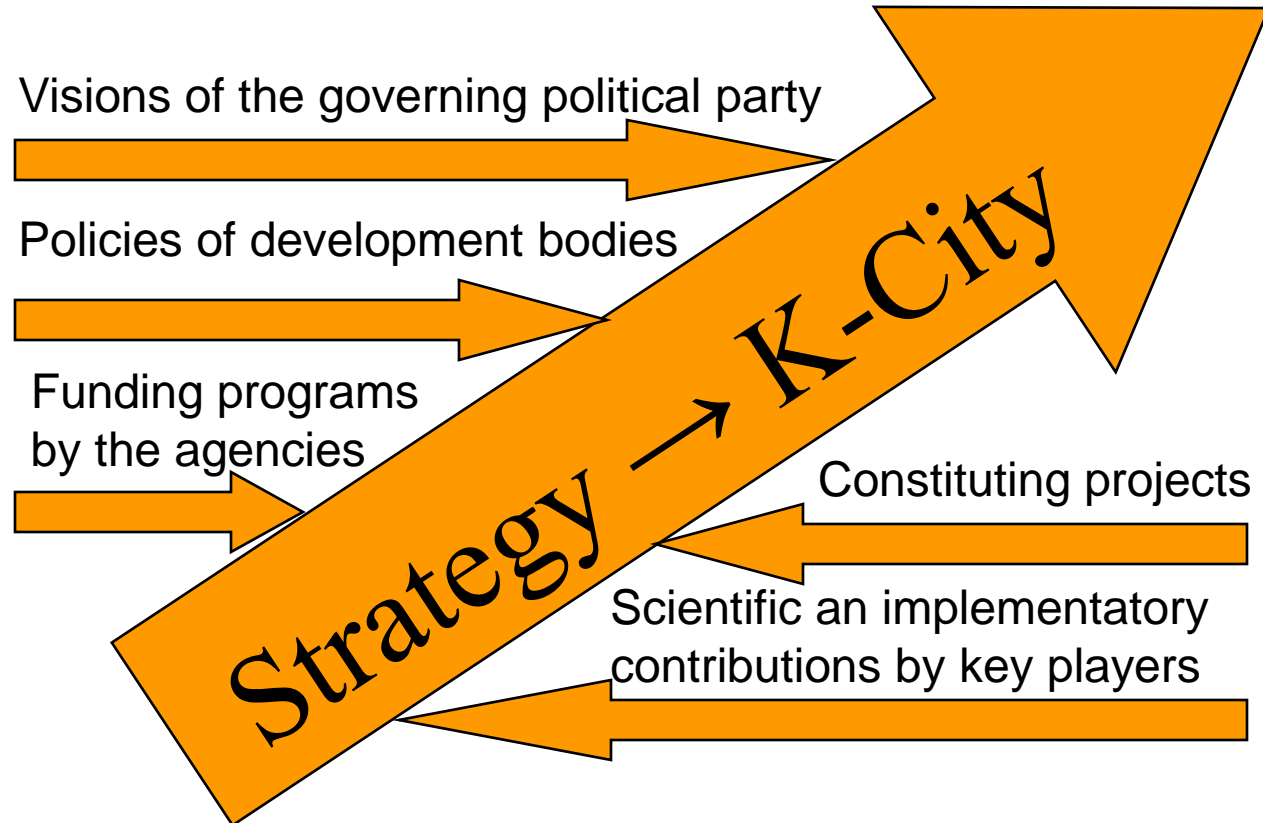 Visions of the governing political party
Policies of development bodies
Funding programs
by the agencies
Strategy → K-City
Constituting projects
Scientific an implementatory
contributions by key players